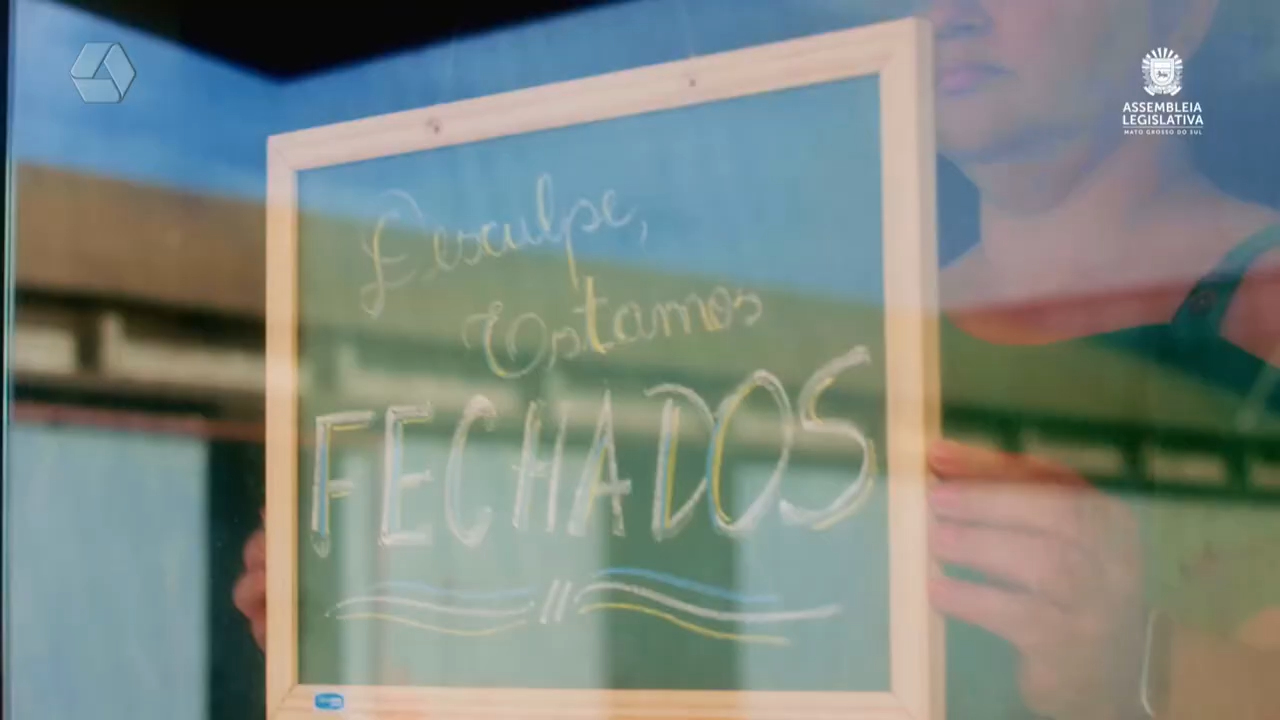 Desculpe,
Estamos
FECHADOS
ASSEMBLEIA
LEGISLATIVA
MATO GROSSO DO SUL